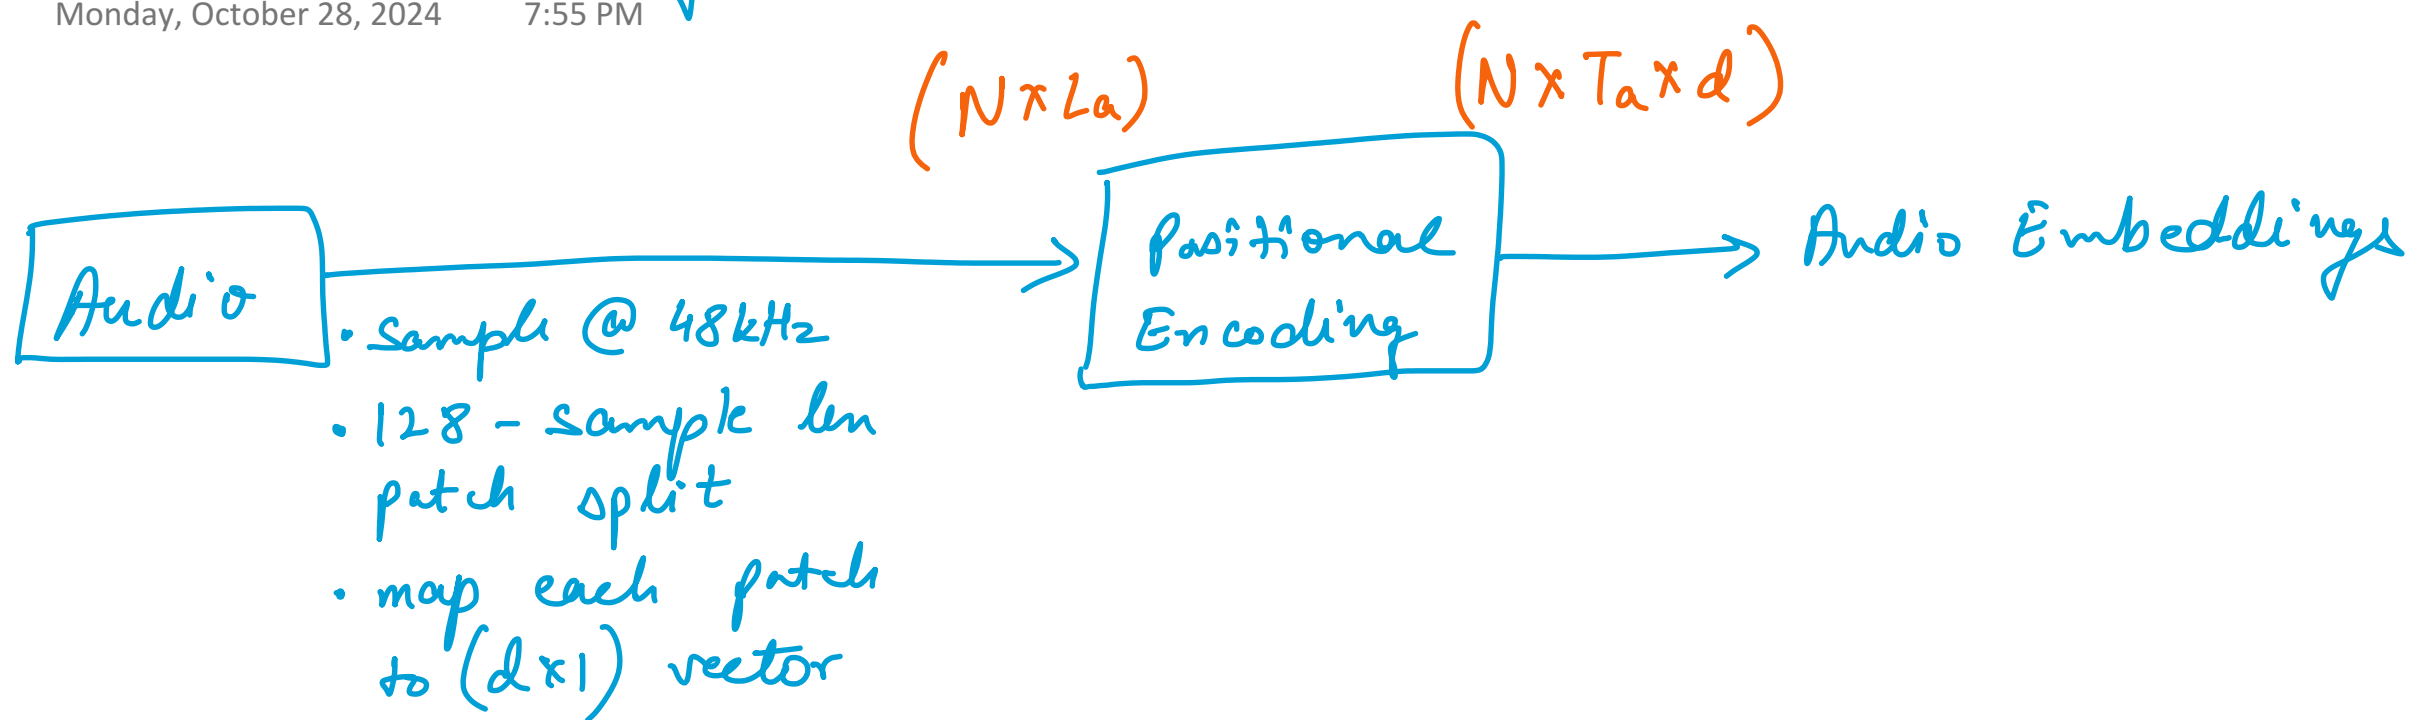 Monday, October 28, 2024 7:55 PM
(N x La)
(N x Ta x d)
Audio
Positional
Encoding
Audio Embeddings
• sample @ 48kHz
• 128 - sample len
patch split
• map each patch
to (d x 1) vector